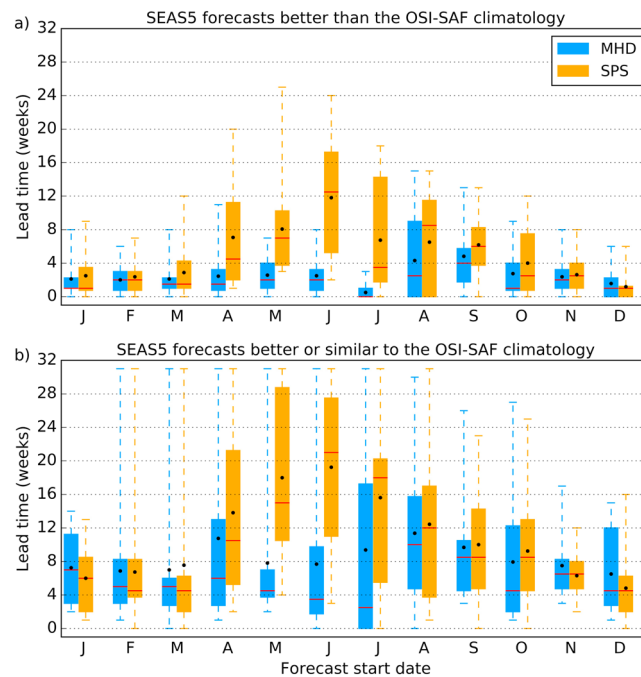 a) SEAS5 forecasts better than the OSI-SAF climatology
MHD
SPS
Lead time (weeks)
32
28
24
20
16
12
8
4
0
J F M A M J J A S O N D
b) SEAS5 forecasts better or similar to the OSI-SAF climatology
Lead time (weeks)
32
28
24
20
16
12
8
4
0
J F M A M J J A S O N D
Forecast start date